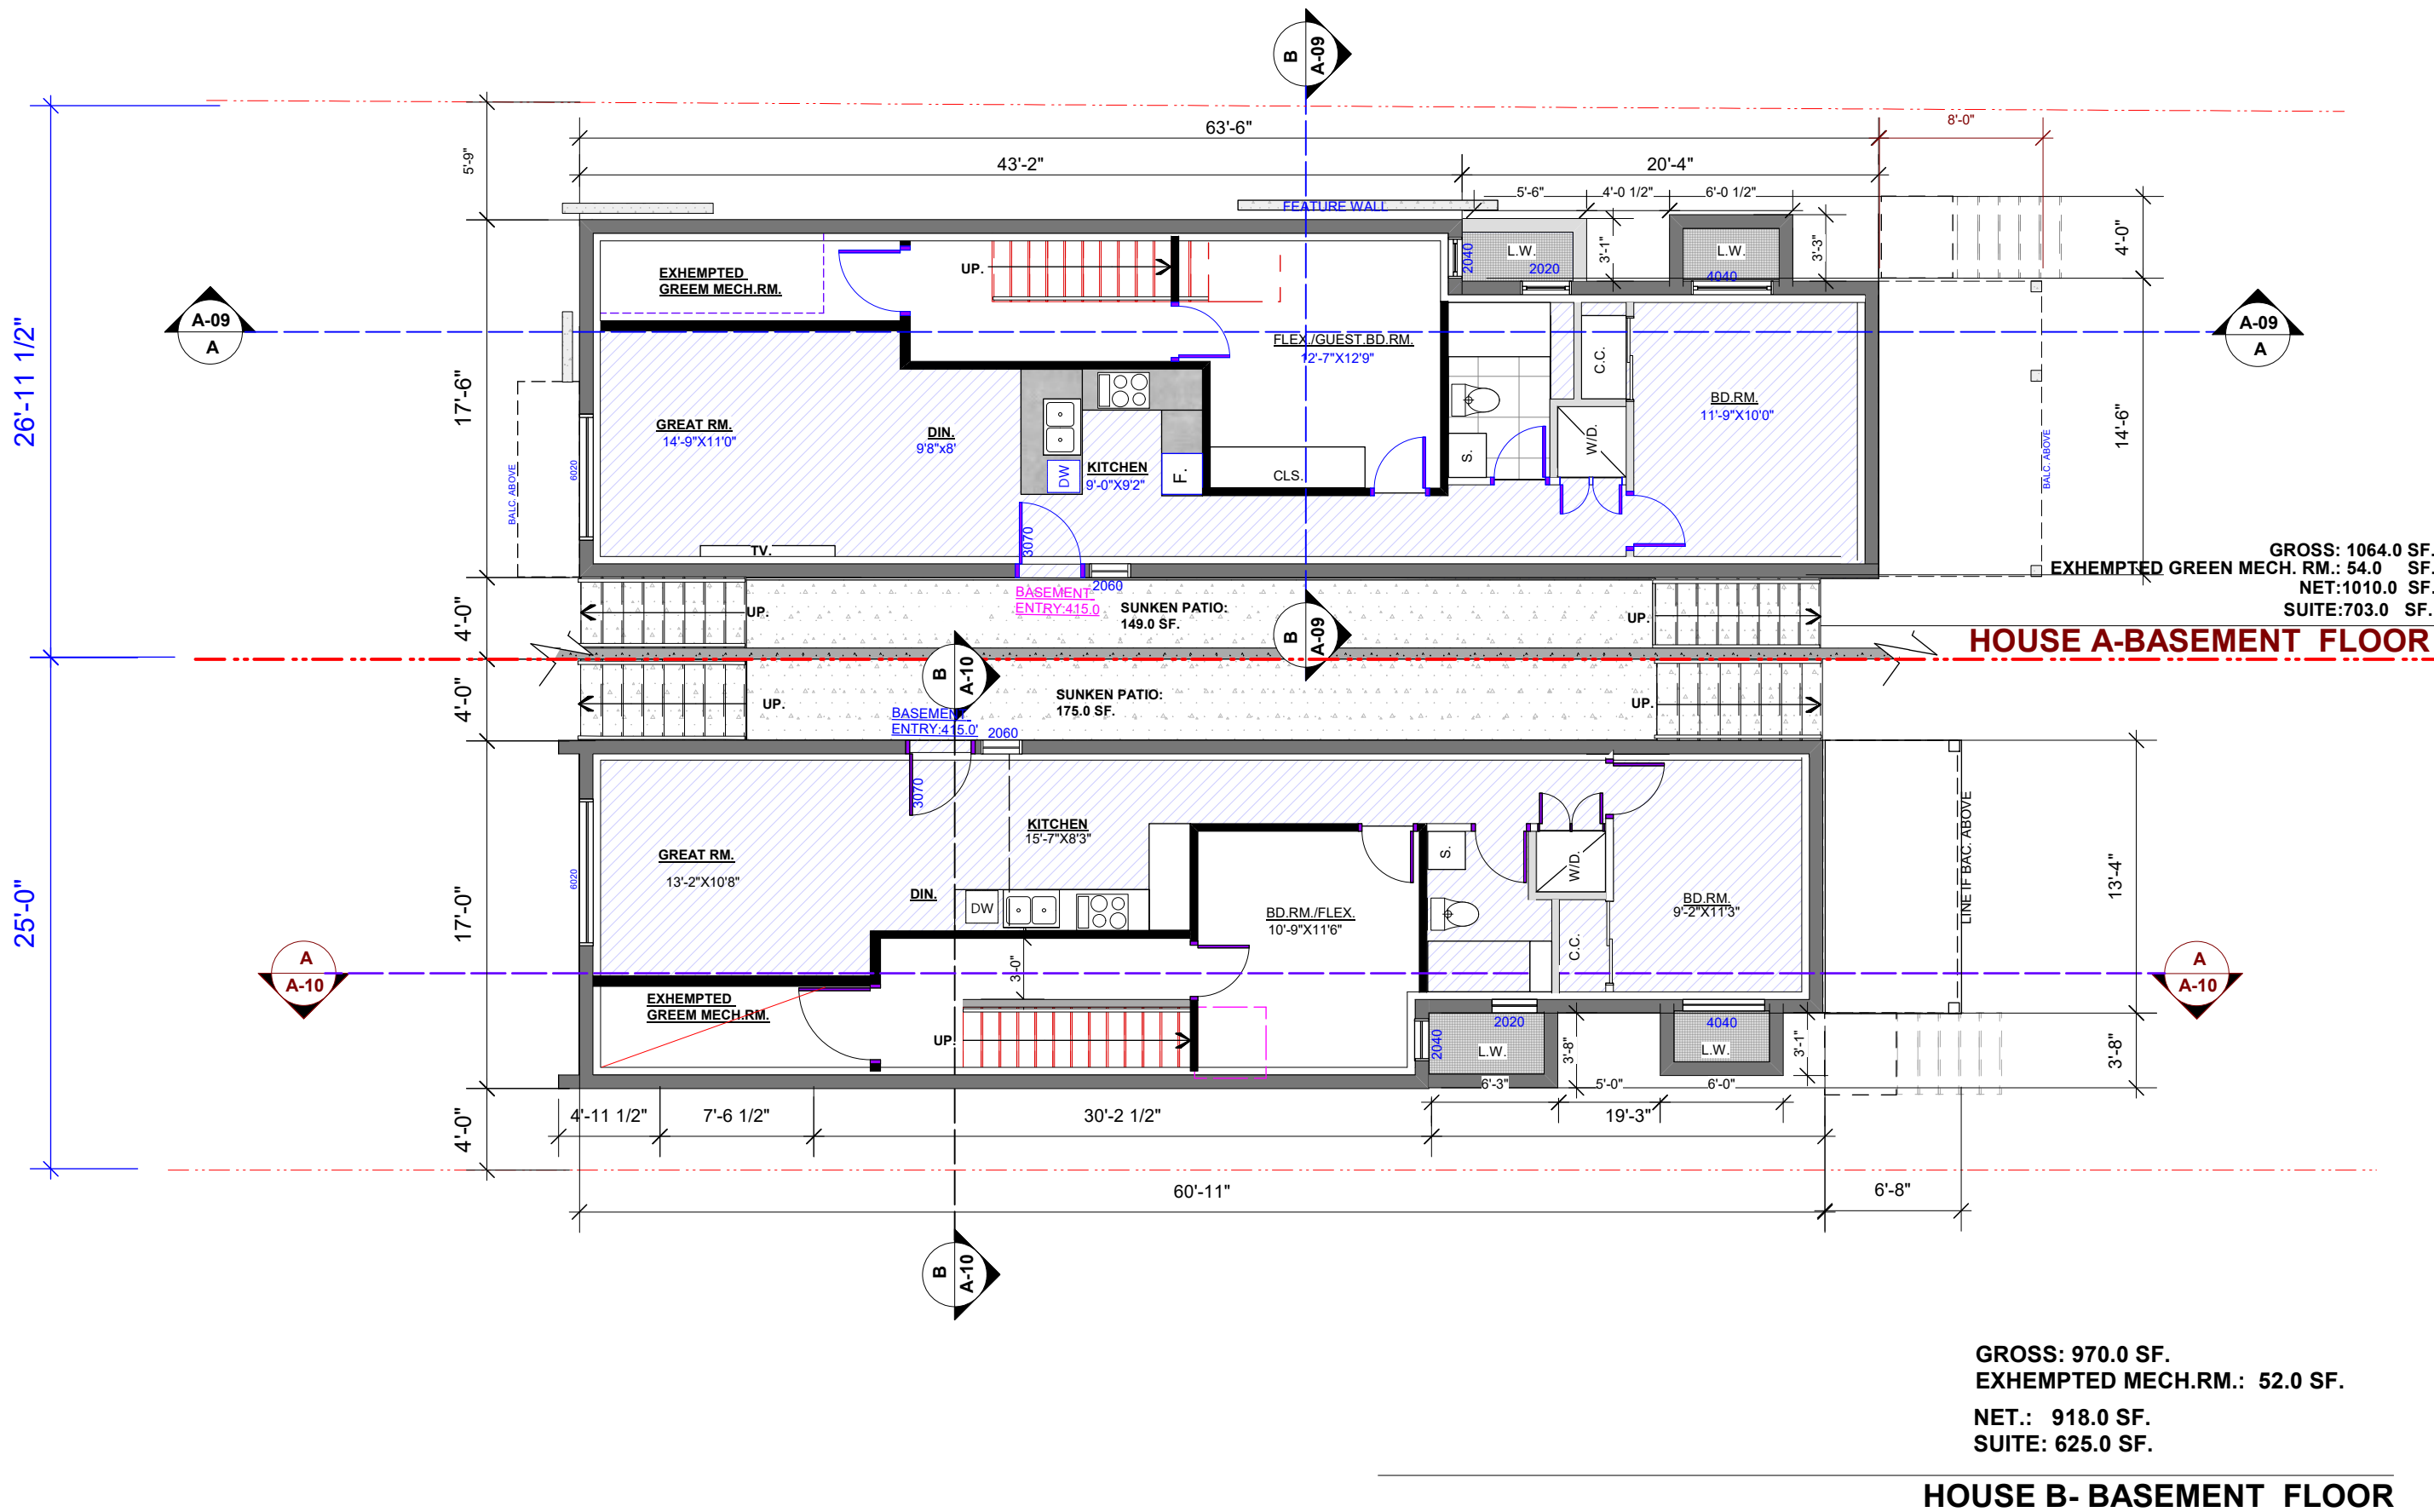 B
A-09
63'-6"
8'-0"
5'-9"
43'-2"
20'-4"
5'-6"
4'-0 1/2"
6'-0 1/2"
FEATURE WALL
UP.
2040
L.W.
2020
3'-1"
L.W.
4040
3'-3"
4'-0"
EXHEMPTED
GREEM MECH.RM.
A-09
A
A-09
A
26'-11 1/2"
17'-6"
FLEX./GUEST.BD.RM.
12'-7"X12'9"
C.C.
BD.RM.
11'-9"X10'0"
14'-6"
GREAT RM.
14'-9"X11'0"
DIN.
9'8"x8'
KITCHEN
9'-0"X9'2"
DW
F.
CLS.
S.
W/D.
BALC. ABOVE
6020
BALC. ABOVE
TV.
3070
2060
GROSS: 1064.0 SF.
EXHEMPTED GREEN MECH. RM.: 54.0 SF.
NET:1010.0 SF.
SUITE:703.0 SF.
HOUSE A-BASEMENT FLOOR
BASEMENT
ENTRY:415.0
SUNKEN PATIO:
149.0 SF.
UP.
UP.
4'-0"
B
A-09
B
A-10
4'-0"
UP.
SUNKEN PATIO:
175.0 SF.
UP.
BASEMENT
ENTRY:415.0'
2060
3070
KITCHEN
15'-7"X8'3"
GREAT RM.
13'-2"X10'8"
6020
DIN.
DW
S.
W/D.
BD.RM./FLEX.
10'-9"X11'6"
C.C.
BD.RM.
9'-2"X11'3"
LINE IF BAC. ABOVE
13'-4"
25'-0"
17'-0"
A
A-10
A
A-10
3'-0"
EXHEMPTED
GREEM MECH.RM.
UP.
2040
2020
L.W.
3'-8"
4040
L.W.
3'-1"
3'-8"
6'-3"
5'-0"
6'-0"
4'-0"
4'-11 1/2"
7'-6 1/2"
30'-2 1/2"
19'-3"
60'-11"
6'-8"
B
A-10
GROSS: 970.0 SF.
EXHEMPTED MECH.RM.: 52.0 SF.
NET.: 918.0 SF.
SUITE: 625.0 SF.
HOUSE B- BASEMENT FLOOR